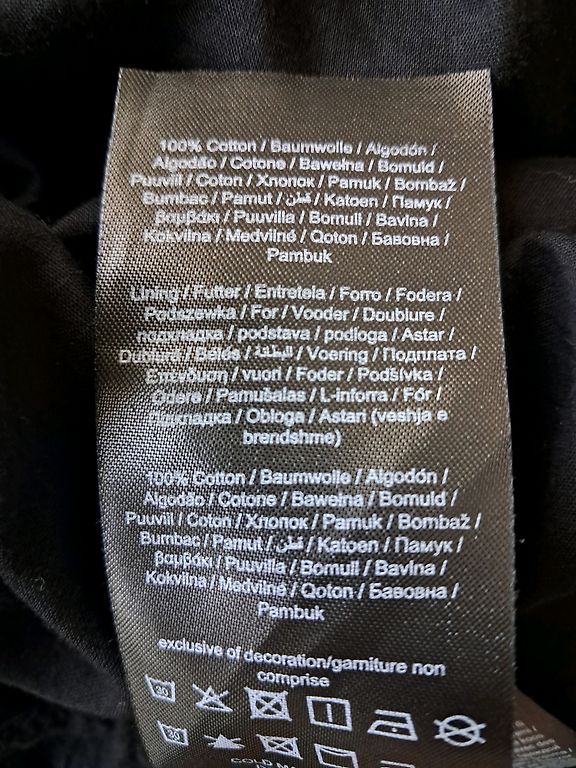 100% Cotton / Baumwolle / Algodón /
Algodão / Cotone / Bawełna / Bomuld /
Puuvill / Coton / Хлопок / Pamuk / Bombaž /
Bumbac / Pamut / قطن / Katoen / Памук /
βαμβάκι / Puuvilla / Bomull / Bavlna /
Kokvilna / Medvilnė / Qoton / Бавовна /
Pambuk
Lining / Futter / Entretela / Forro / Fodera /
Podszewka / For / Vooder / Doublure /
подкладка / podstava / podloga / Astar /
Dublura / Bélés / البطانة / Voering / Подплата /
Επένδυση / vuori / Foder / Podšívka /
Odere / Pamušalas / L-inforra / Fór /
Підкладка / Obloga / Astari (veshja e
brendshme)
100% Cotton / Baumwolle / Algodón /
Algodão / Cotone / Bawełna / Bomuld /
Puuvill / Coton / Хлопок / Pamuk / Bombaž /
Bumbac / Pamut / قطن / Katoen / Памук /
βαμβάκι / Puuvilla / Bomull / Bavlna /
Kokvilna / Medvilnė / Qoton / Бавовна /
Pambuk
exclusive of decoration/garniture non
comprise
30
30
COLD